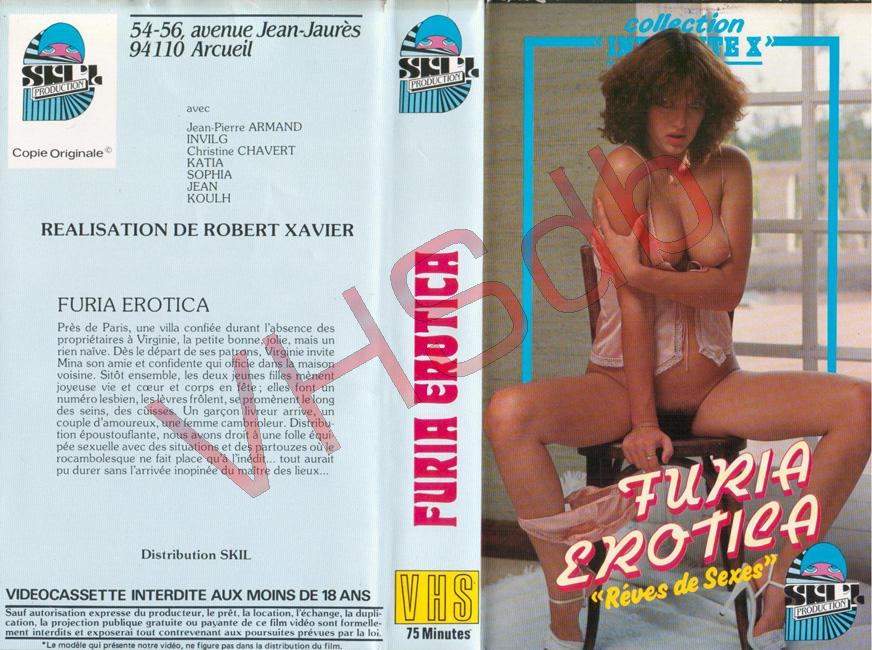 SKIL
PRODUCTION
Copie Originale©
54-56, avenue Jean-Jaurès
94110 Arcueil
avec
Jean-Pierre ARMAND
INVILG
Christine CHAVERT
KATIA
SOPHIA
JEAN
KOULH
REALISATION DE ROBERT XAVIER
FURIA EROTICA
Près de Paris, une villa confiée durant l'absence des
propriétaires à Virginie, la petite bonne jolie, mais un
rien naïve. Dès le départ de ses patrons, Virginie invite
Mina son amie et confidente qui officie dans la maison
voisine. Sitôt ensemble, les deux jeunes filles mènent
joyeuse vie et cœur et corps en fête ; elles font un
numéro lesbien, les lèvres frôlent, se promènent le long
des seins, des cuisses. Un garçon livreur arrive, un
couple d'amoureux, une femme cambrioleur. Distribu-
tion époustouflante, nous avons droit à une folle équi-
pée sexuelle avec des situations et des partouzes où le
rocambolesque ne fait place qu'à l'inédit... tout aurait
pu durer sans l'arrivée inopinée du maître des lieux...
Distribution SKIL
VIDEOCASSETTE INTERDITE AUX MOINS DE 18 ANS
Sauf autorisation expresse du producteur, le prêt, la location, l'échange, la dupli-
cation, la projection publique gratuite ou payante de ce film vidéo sont formelle-
ment interdits et exposerai tout contrevenant aux poursuites prévues par la loi.
*Le modèle qui présente notre vidéo, ne figure pas dans la distribution du film.
SKIL
PRODUCTION
FURIA EROTICA
VHS
75 Minutes
collection
X»
FURIA
EROTICA
«Rêves de Sexes»
SKIL
PRODUCTION
VHSdb